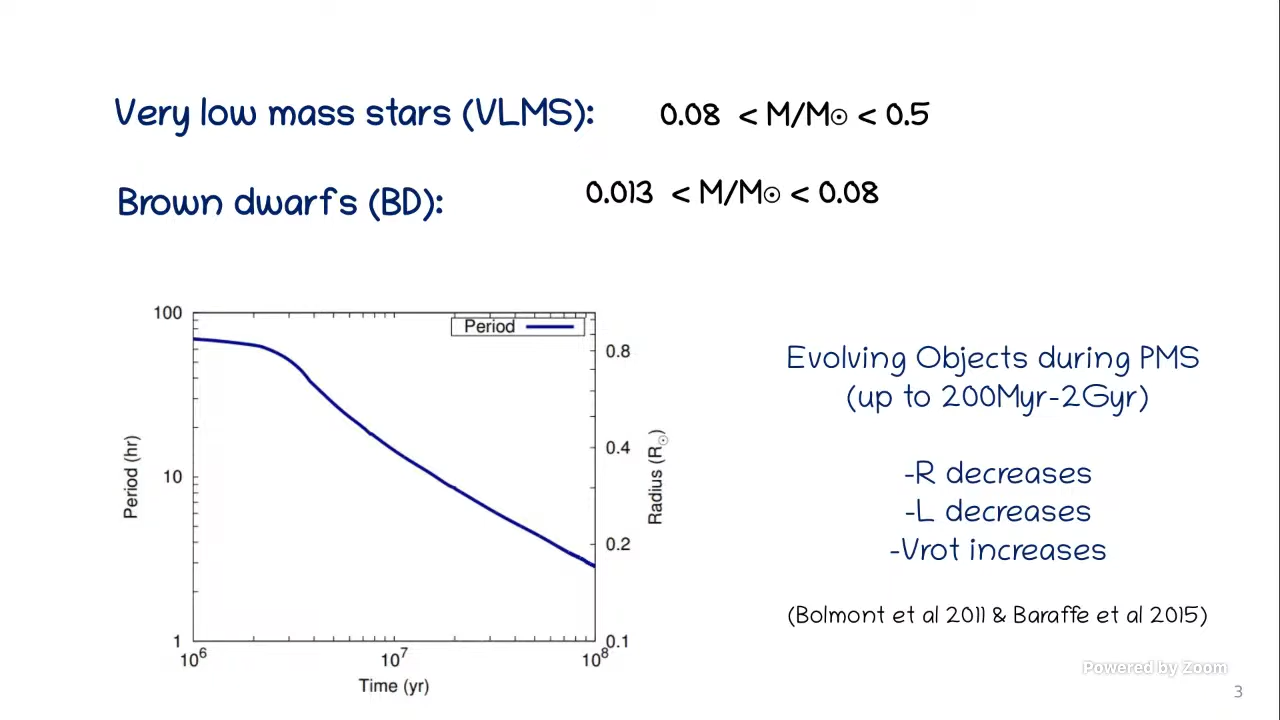 Very low mass stars (VLMS): 0.08 < M/M☉ < 0.5
Brown dwarfs (BD): 0.013 < M/M☉ < 0.08
100
10
1
Period (hr)
Period
0.8
0.4
0.2
0.1
Radius (R☉)
10⁶
10⁷
10⁸
Time (yr)
Evolving Objects during PMS
(up to 200Myr-2Gyr)
-R decreases
-L decreases
-Vrot increases
(Bolmont et al 2011 & Baraffe et al 2015)
Powered by Zoom
3